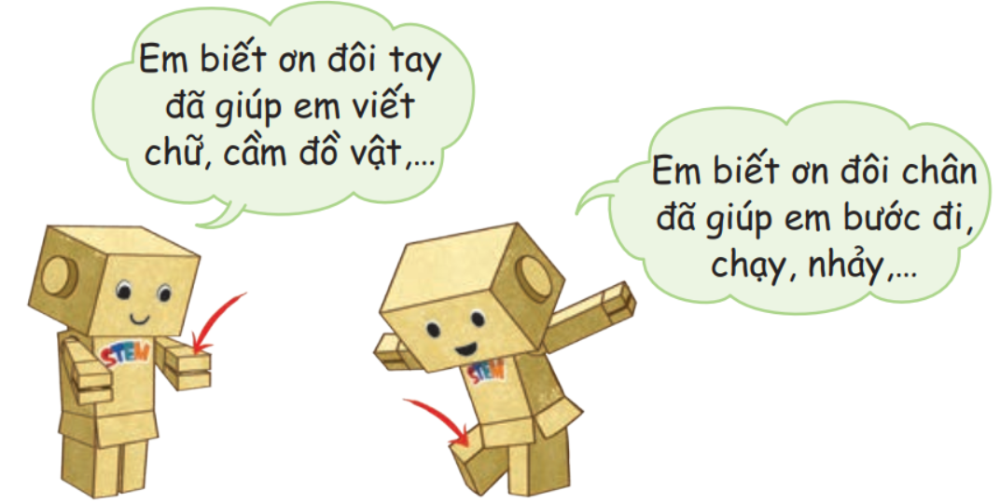 Em biết ơn đôi tay
đã giúp em viết
chữ, cầm đồ vật,...
Em biết ơn đôi chân
đã giúp em bước đi,
chạy, nhảy,...
STEM
STEM